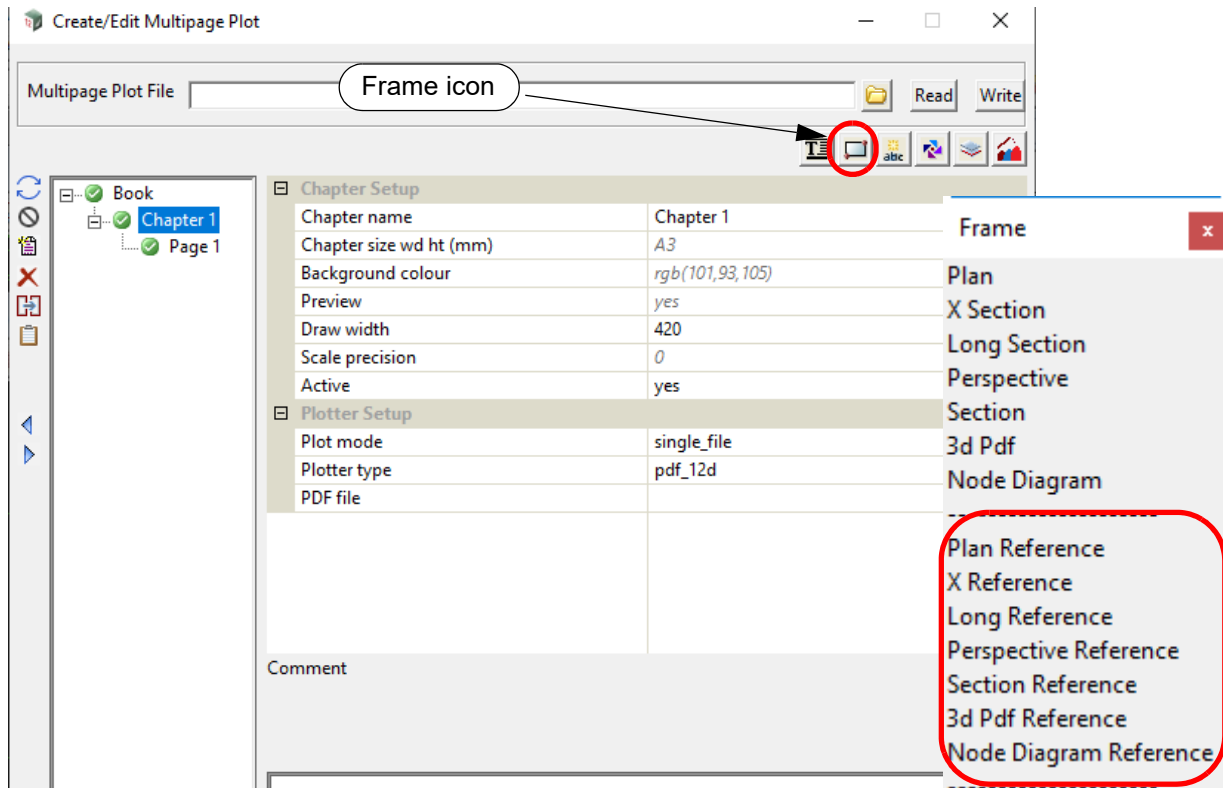 Create/Edit Multipage Plot
Multipage Plot File
Frame icon
Read
Write
T
abc
Book
Chapter 1
Page 1
Chapter Setup
Chapter name Chapter 1
Chapter size wd ht (mm) A3
Background colour rgb(101,93,105)
Preview yes
Draw width 420
Scale precision 0
Active yes
Plotter Setup
Plot mode single_file
Plotter type pdf_12d
PDF file
Comment
Frame
x
Plan
X Section
Long Section
Perspective
Section
3d Pdf
Node Diagram
----------------------
Plan Reference
X Reference
Long Reference
Perspective Reference
Section Reference
3d Pdf Reference
Node Diagram Reference
----------------------